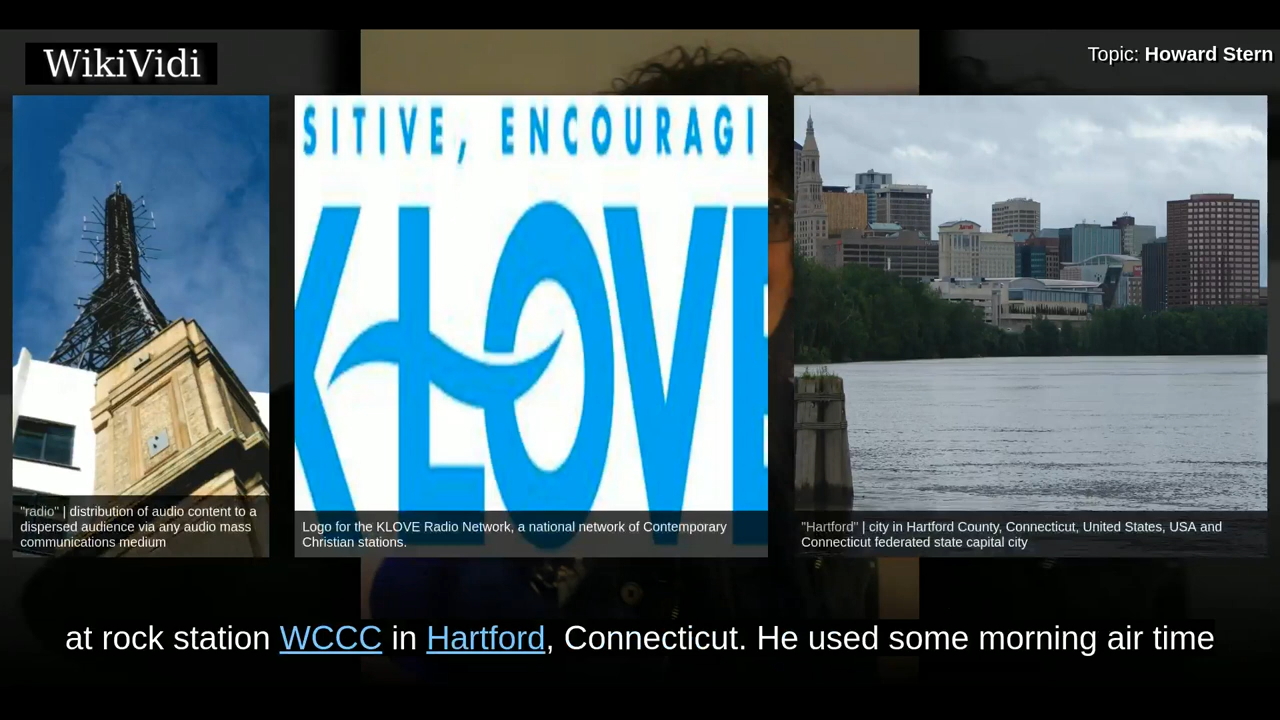 WikiVidi
Topic: Howard Stern
SITIVE, ENCOURAGI
KLOVE
"radio" | distribution of audio content to a
dispersed audience via any audio mass
communications medium
Logo for the KLOVE Radio Network, a national network of Contemporary
Christian stations.
"Hartford" | city in Hartford County, Connecticut, United States, USA and
Connecticut federated state capital city
at rock station WCCC in Hartford, Connecticut. He used some morning air time